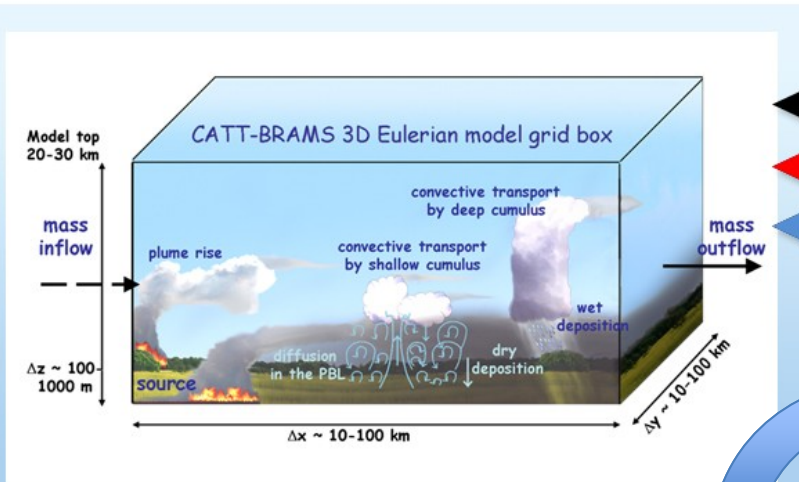 CATT-BRAMS 3D Eulerian model grid box
Model top
20-30 km
convective transport
by deep cumulus
mass
inflow
mass
outflow
plume rise
convective transport
by shallow cumulus
wet
deposition
diffusion
in the PBL
dry
deposition
Δz ~ 100-
1000 m
source
Δy ~ 10-100 km
Δx ~ 10-100 km